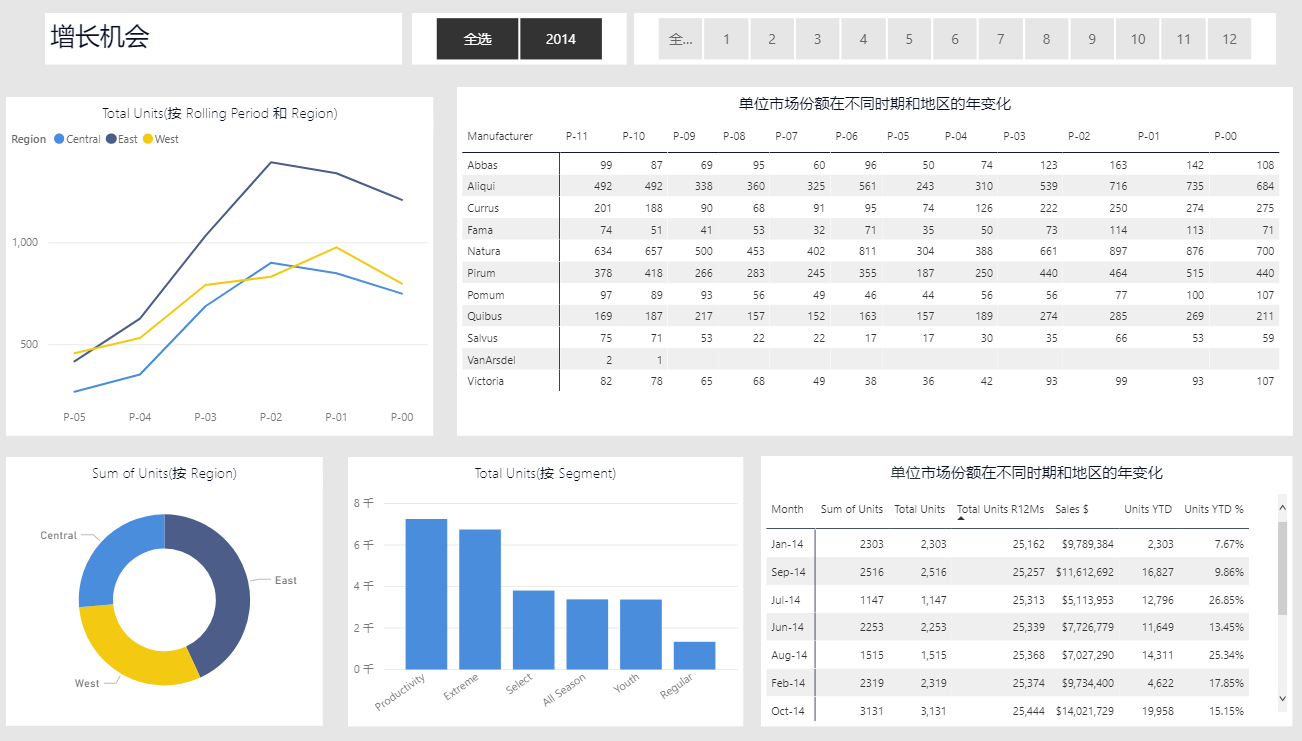 增长机会
全选 2014
全... 1 2 3 4 5 6 7 8 9 10 11 12
Total Units(按 Rolling Period 和 Region)
Region Central East West
1,000
500
P-05 P-04 P-03 P-02 P-01 P-00
单位市场份额在不同时期和地区的年变化
Manufacturer P-11 P-10 P-09 P-08 P-07 P-06 P-05 P-04 P-03 P-02 P-01 P-00
Abbas 99 87 69 95 60 96 50 74 123 163 142 108
Aliqui 492 492 338 360 325 561 243 310 539 716 735 684
Currus 201 188 90 68 91 95 74 126 222 250 274 275
Fama 74 51 41 53 32 71 35 50 73 114 113 71
Natura 634 657 500 453 402 811 304 388 661 897 876 700
Pirum 378 418 266 283 245 355 187 250 440 464 515 440
Pomum 97 89 93 56 49 46 44 56 56 77 100 107
Quibus 169 187 217 157 152 163 157 189 274 285 269 211
Salvus 75 71 53 22 22 17 17 30 35 66 53 59
VanArsdel 2 1
Victoria 82 78 65 68 49 38 36 42 93 99 93 107
Sum of Units(按 Region)
Central
East
West
Total Units(按 Segment)
8 千
6 千
4 千
2 千
0 千
Productivity Extreme Select All Season Youth Regular
单位市场份额在不同时期和地区的年变化
Month Sum of Units Total Units Total Units R12Ms Sales $ Units YTD Units YTD %
Jan-14 2303 2,303 25,162 $9,789,384 2,303 7.67%
Sep-14 2516 2,516 25,257 $11,612,692 16,827 9.86%
Jul-14 1147 1,147 25,313 $5,113,953 12,796 26.85%
Jun-14 2253 2,253 25,339 $7,726,779 11,649 13.45%
Aug-14 1515 1,515 25,368 $7,027,290 14,311 25.34%
Feb-14 2319 2,319 25,374 $9,734,400 4,622 17.85%
Oct-14 3131 3,131 25,444 $14,021,729 19,958 15.15%